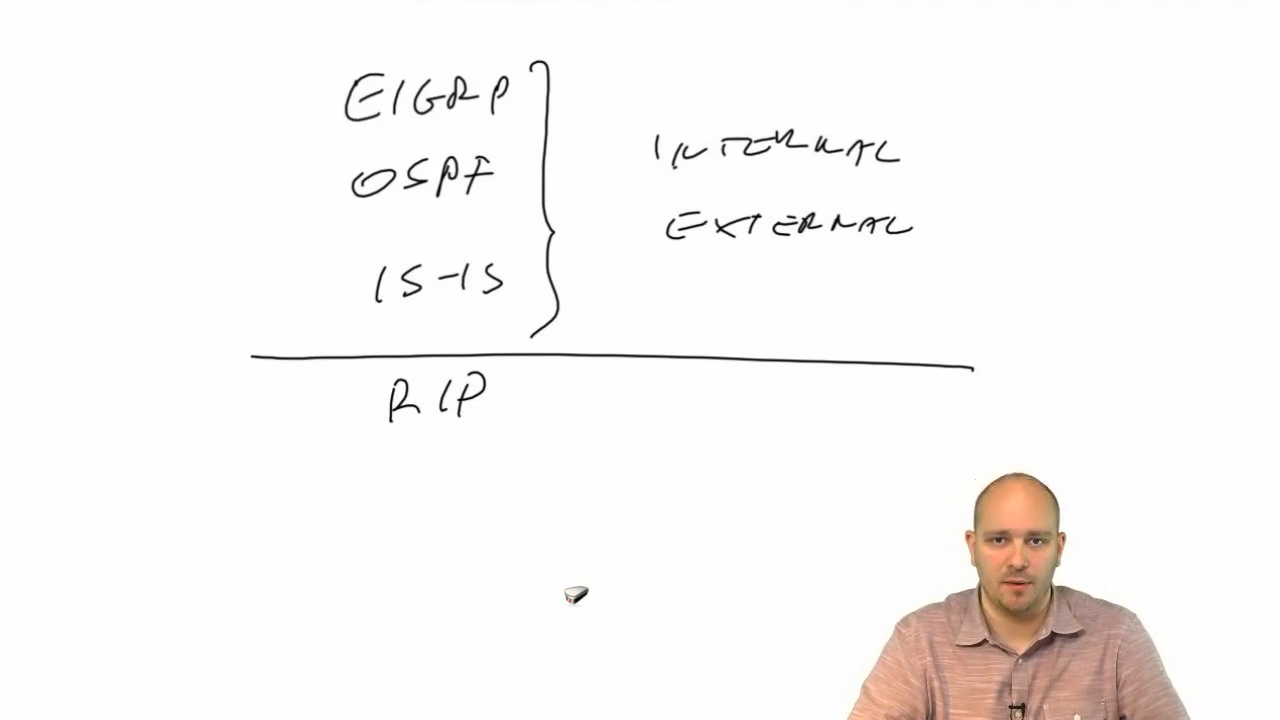 EIGRP
INTERNAL
OSPF
EXTERNAL
IS-IS
RIP